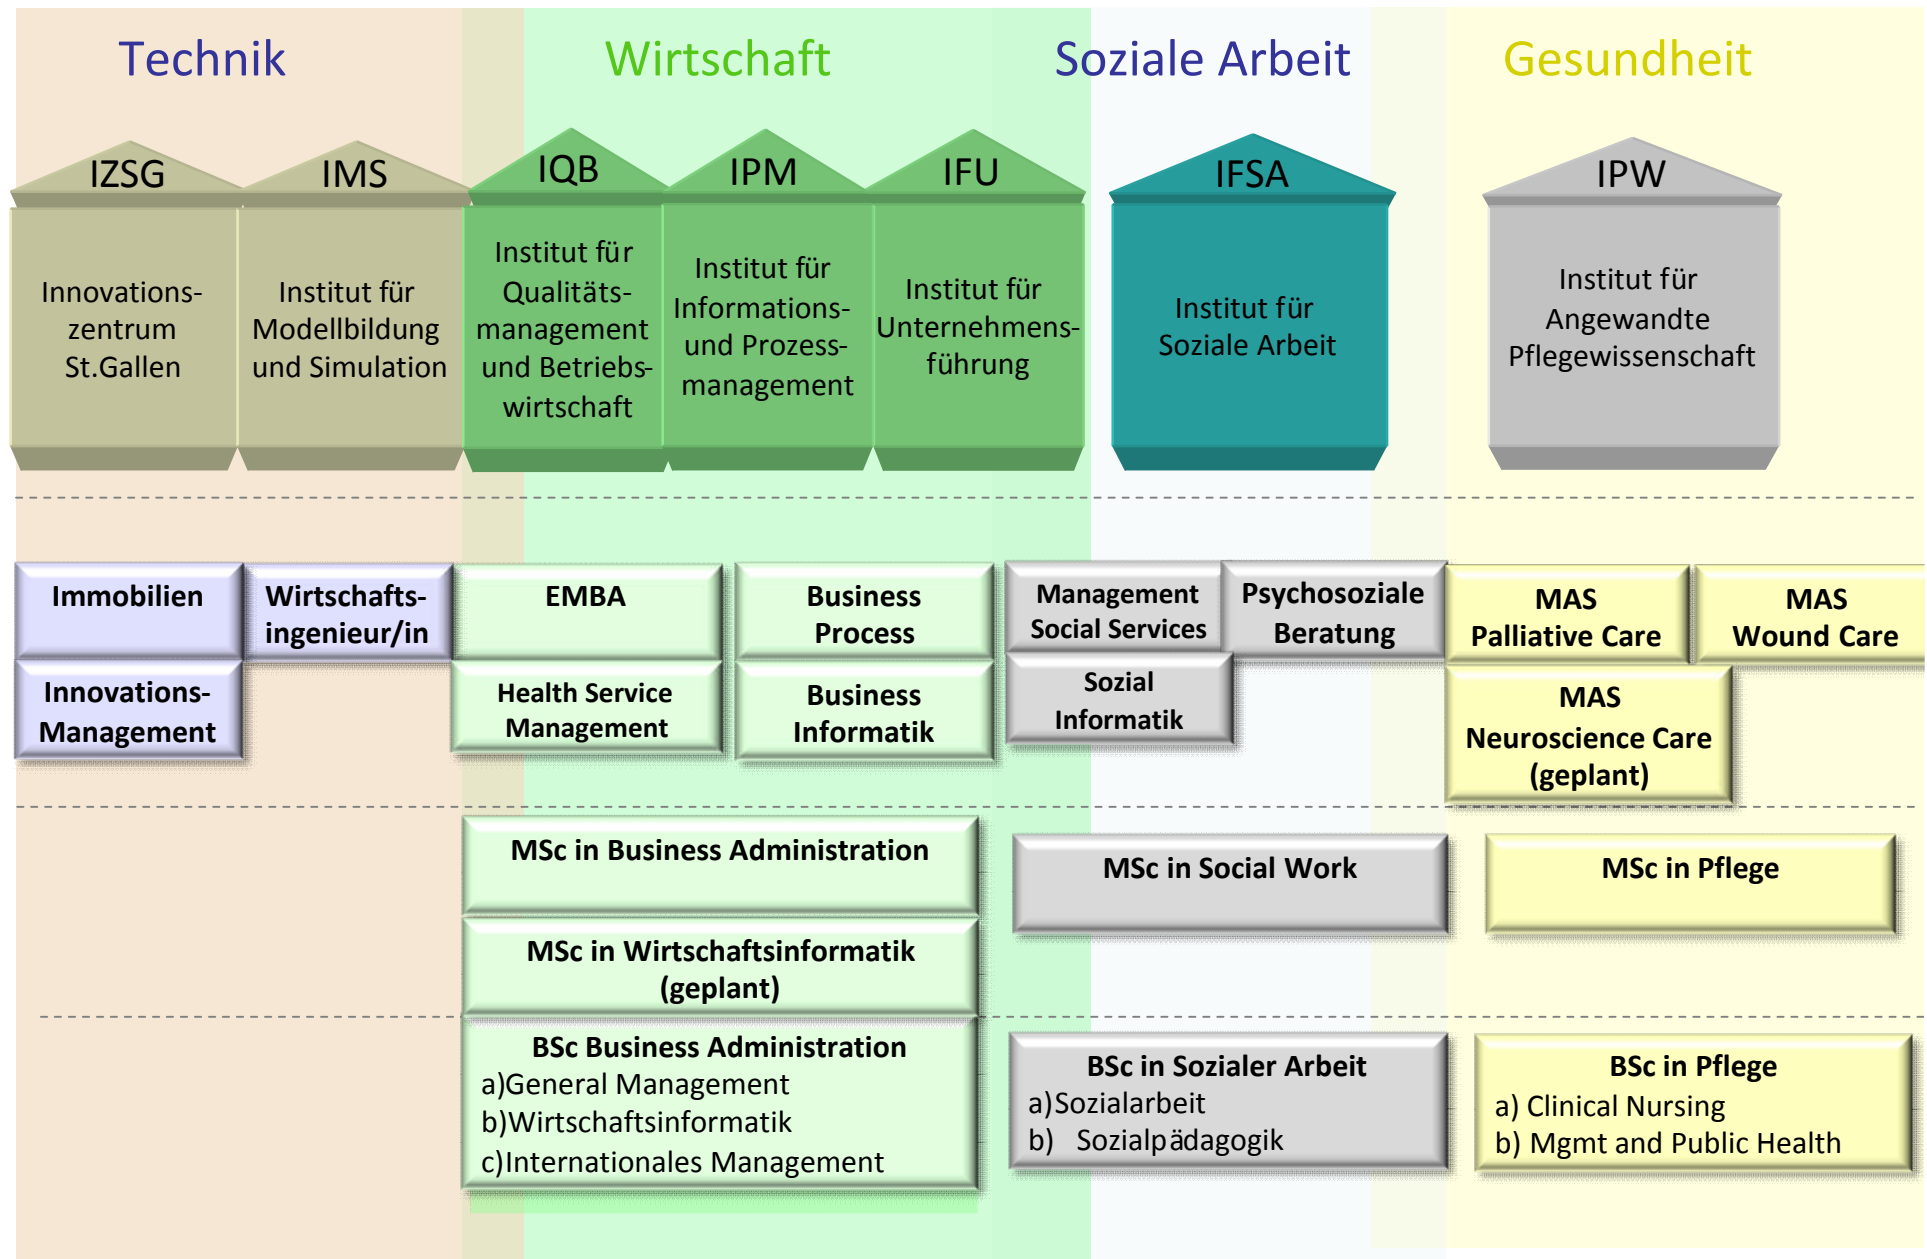 Technik
Wirtschaft
Soziale Arbeit
Gesundheit
IZSG
Innovations-
zentrum
St.Gallen
IMS
Institut für
Modellbildung
und Simulation
IQB
Institut für
Qualitäts-
management
und Betriebs-
wirtschaft
IPM
Institut für
Informations-
und Prozess-
management
IFU
Institut für
Unternehmens-
führung
IFSA
Institut für
Soziale Arbeit
IPW
Institut für
Angewandte
Pflegewissenschaft
Immobilien
Wirtschafts-
ingenieur/in
EMBA
Business
Process
Management
Social Services
Psychosoziale
Beratung
MAS
Palliative Care
MAS
Wound Care
Innovations-
Management
Health Service
Management
Business
Informatik
Sozial
Informatik
MAS
Neuroscience Care
(geplant)
MSc in Business Administration
MSc in Social Work
MSc in Pflege
MSc in Wirtschaftsinformatik
(geplant)
BSc Business Administration
a)General Management
b)Wirtschaftsinformatik
c)Internationales Management
BSc in Sozialer Arbeit
a)Sozialarbeit
b) Sozialpädagogik
BSc in Pflege
a) Clinical Nursing
b) Mgmt and Public Health